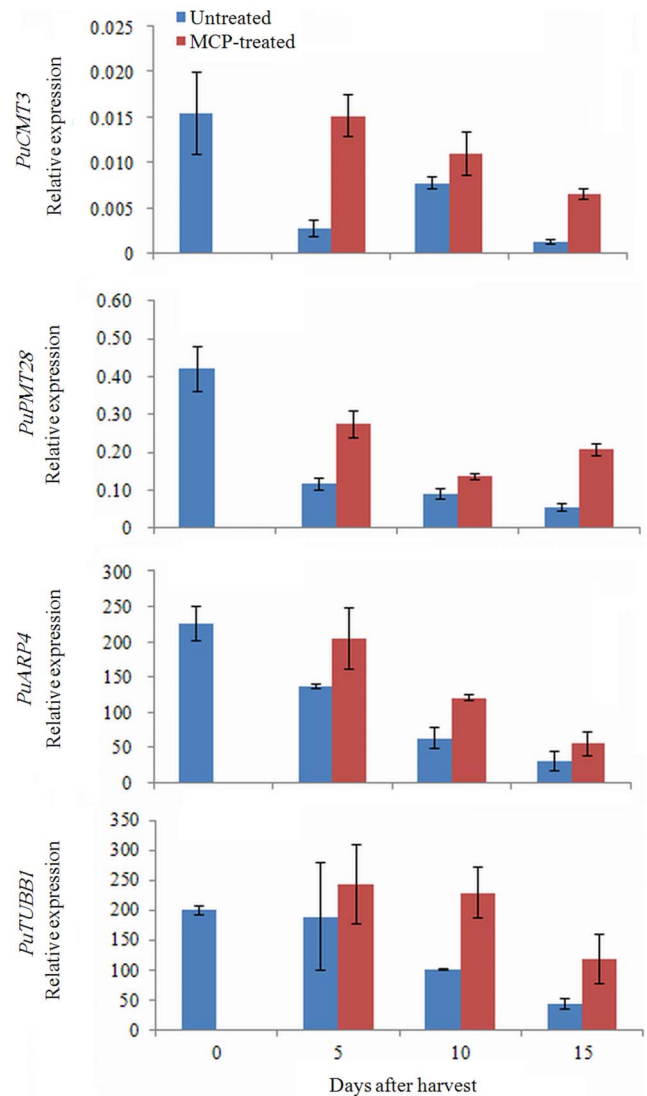 Untreated
MCP-treated
PuCMT3
Relative expression
0.025
0.020
0.015
0.010
0.005
0
PuPMT28
Relative expression
0.60
0.50
0.40
0.30
0.20
0.10
0
PuARP4
Relative expression
300
250
200
150
100
50
0
PuTUBB1
Relative expression
350
300
250
200
150
100
50
0
0 5 10 15
Days after harvest